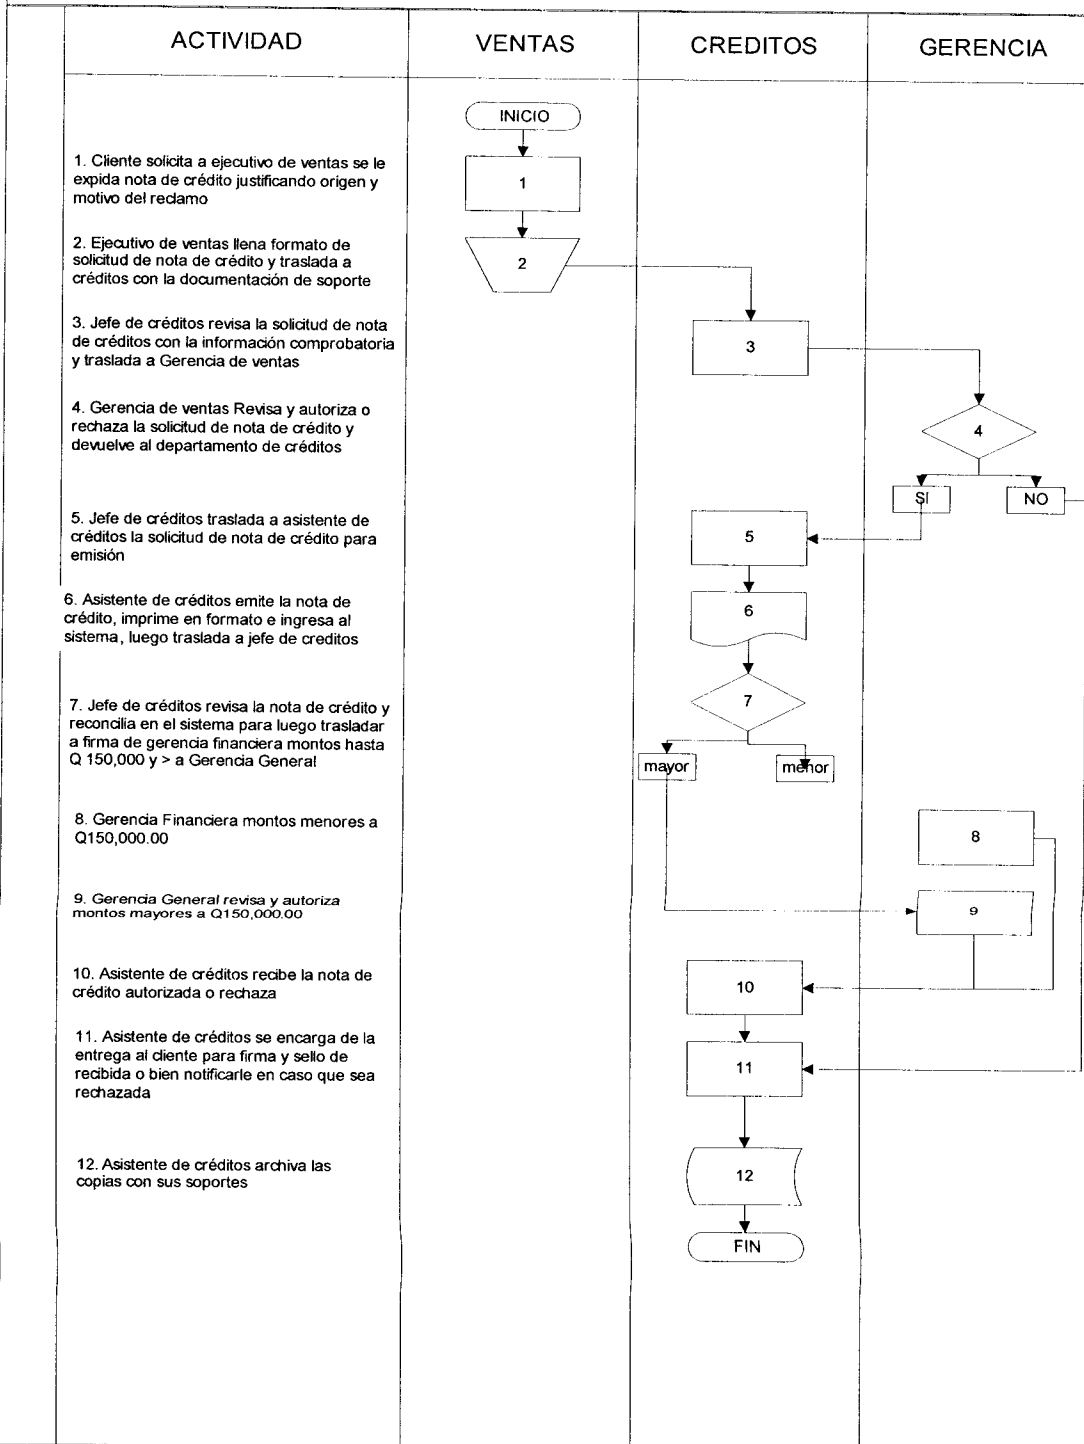 ACTIVIDAD
VENTAS
CREDITOS
GERENCIA
INICIO
1. Cliente solicita a ejecutivo de ventas se le
expida nota de crédito justificando origen y
motivo del reclamo
1
2. Ejecutivo de ventas llena formato de
solicitud de nota de crédito y traslada a
créditos con la documentación de soporte
2
3. Jefe de créditos revisa la solicitud de nota
de créditos con la información comprobatoria
y traslada a Gerencia de ventas
3
4. Gerencia de ventas Revisa y autoriza o
rechaza la solicitud de nota de crédito y
devuelve al departamento de créditos
4
SI
NO
5. Jefe de créditos traslada a asistente de
créditos la solicitud de nota de crédito para
emisión
5
6. Asistente de créditos emite la nota de
crédito, imprime en formato e ingresa al
sistema, luego traslada a jefe de creditos
6
7. Jefe de créditos revisa la nota de crédito y
reconcilia en el sistema para luego trasladar
a firma de gerencia financiera montos hasta
Q 150,000 y > a Gerencia General
7
mayor
menor
8. Gerencia Financiera montos menores a
Q150,000.00
8
9. Gerencia General revisa y autoriza
montos mayores a Q150,000.00
9
10. Asistente de créditos recibe la nota de
crédito autorizada o rechaza
10
11. Asistente de créditos se encarga de la
entrega al cliente para firma y sello de
recibida o bien notificarle en caso que sea
rechazada
11
12. Asistente de créditos archiva las
copias con sus soportes
12
FIN